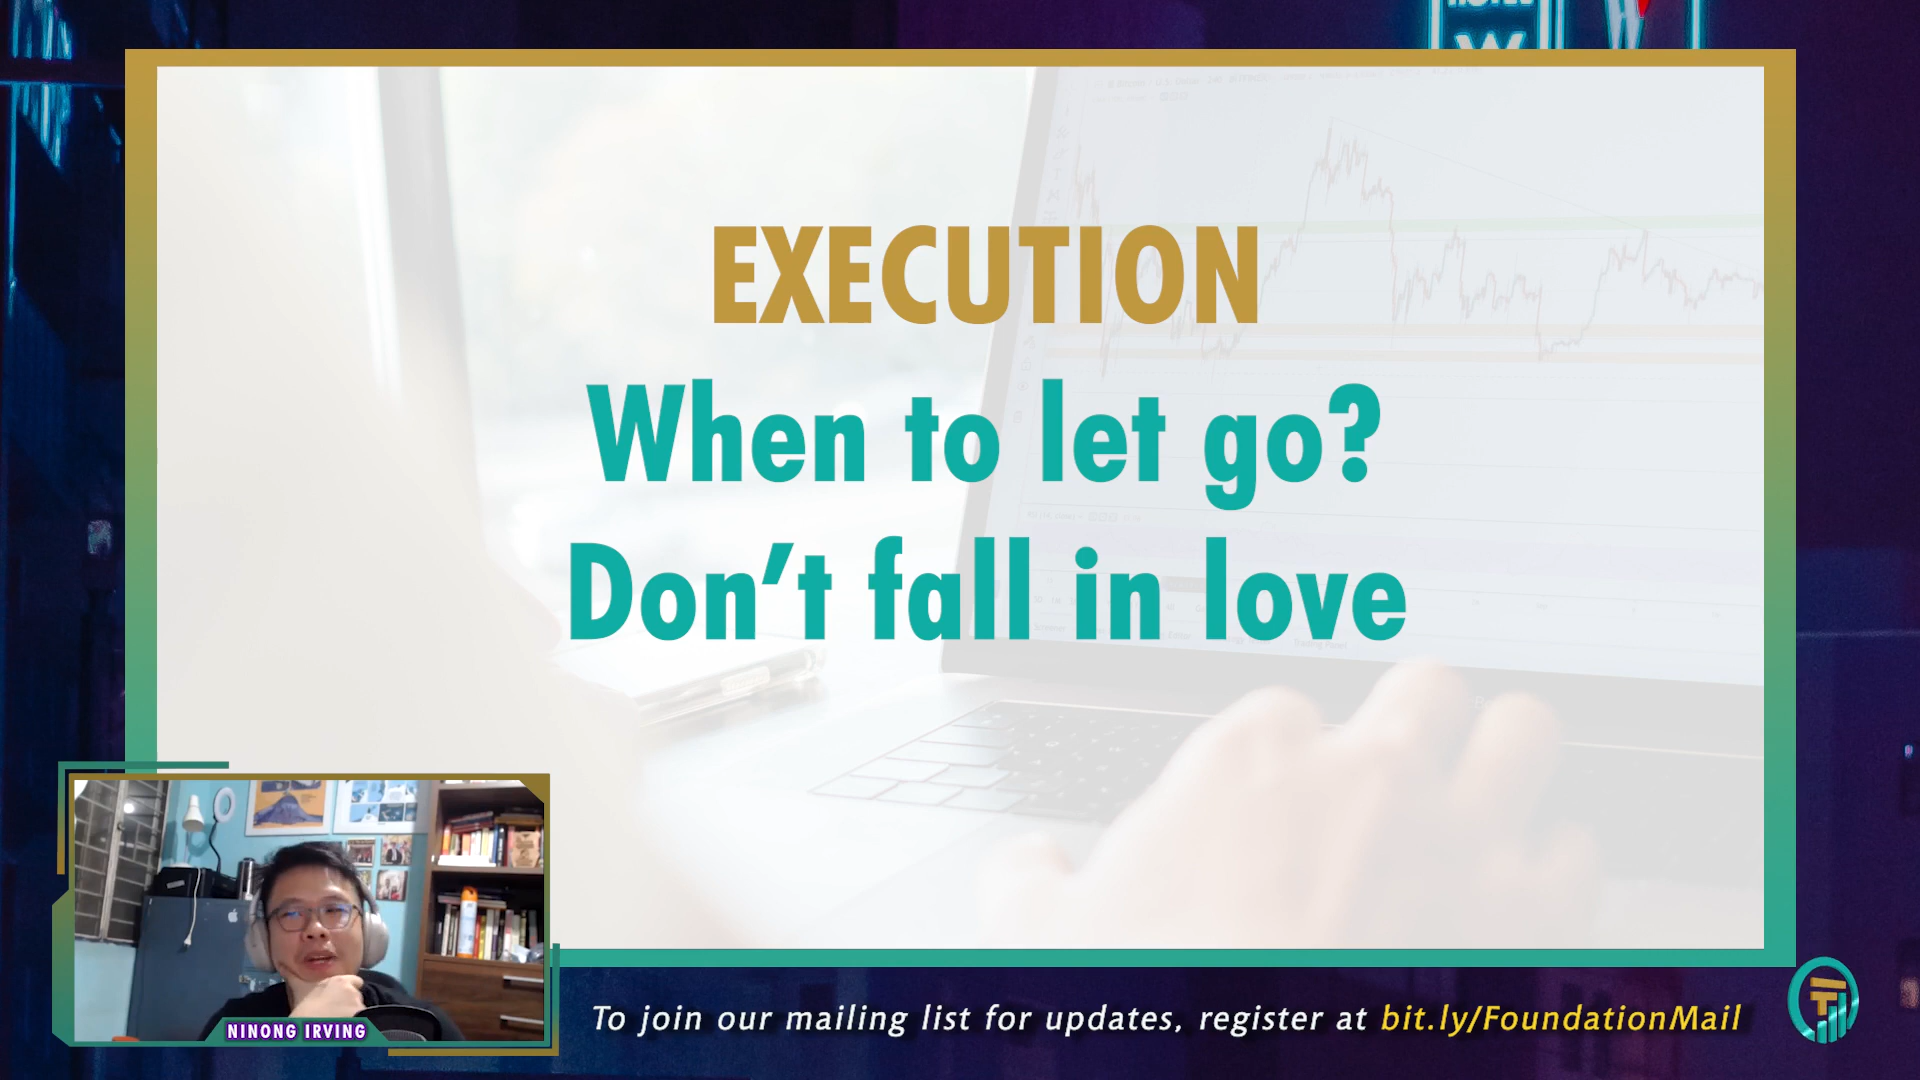 EXECUTION
When to let go?
Don’t fall in love
NINONG IRVING
To join our mailing list for updates, register at bit.ly/FoundationMail